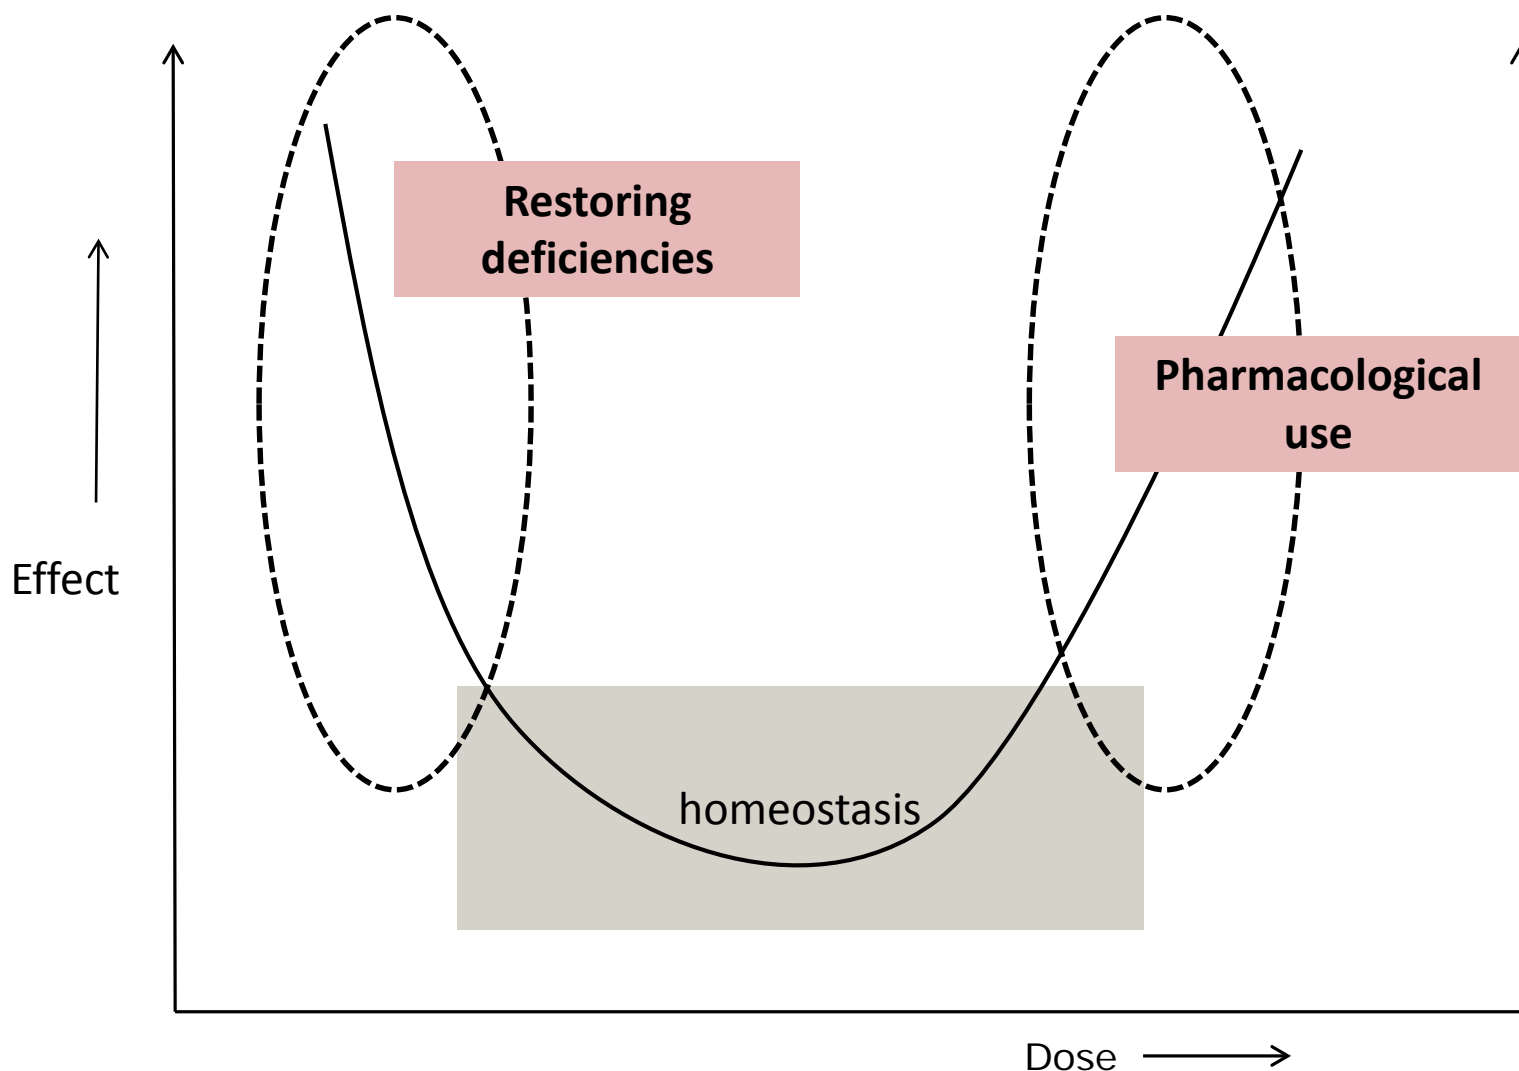 Restoring
deficiencies
Pharmacological
use
Effect
homeostasis
Dose